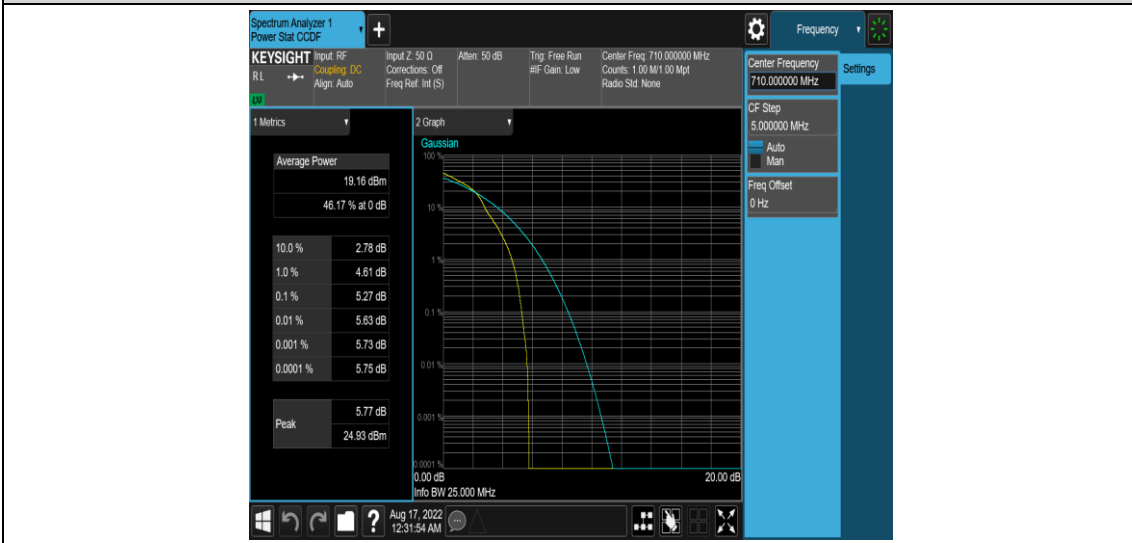 Spectrum Analyzer 1
Power Stat CCDF
+
Frequency
KEYSIGHT
RL
LXI
Input: RF
Coupling: DC
Align: Auto
Input Z: 50 Ω
Corrections: Off
Freq Ref: Int (S)
Atten: 50 dB
Trig: Free Run
#IF Gain: Low
Center Freq: 710.000000 MHz
Counts: 1.00 M/1.00 Mpt
Radio Std: None
Center Frequency
710.000000 MHz
Settings
CF Step
5.000000 MHz
Auto
Man
Freq Offset
0 Hz
1 Metrics
Average Power
19.16 dBm
46.17 % at 0 dB
10.0 % 2.78 dB
1.0 % 4.61 dB
0.1 % 5.27 dB
0.01 % 5.63 dB
0.001 % 5.73 dB
0.0001 % 5.75 dB
Peak
5.77 dB
24.93 dBm
2 Graph
Gaussian
100 %
10 %
1 %
0.1 %
0.01 %
0.001 %
0.0001 %
0.00 dB
20.00 dB
Info BW 25.000 MHz
?
Aug 17, 2022
12:31:54 AM